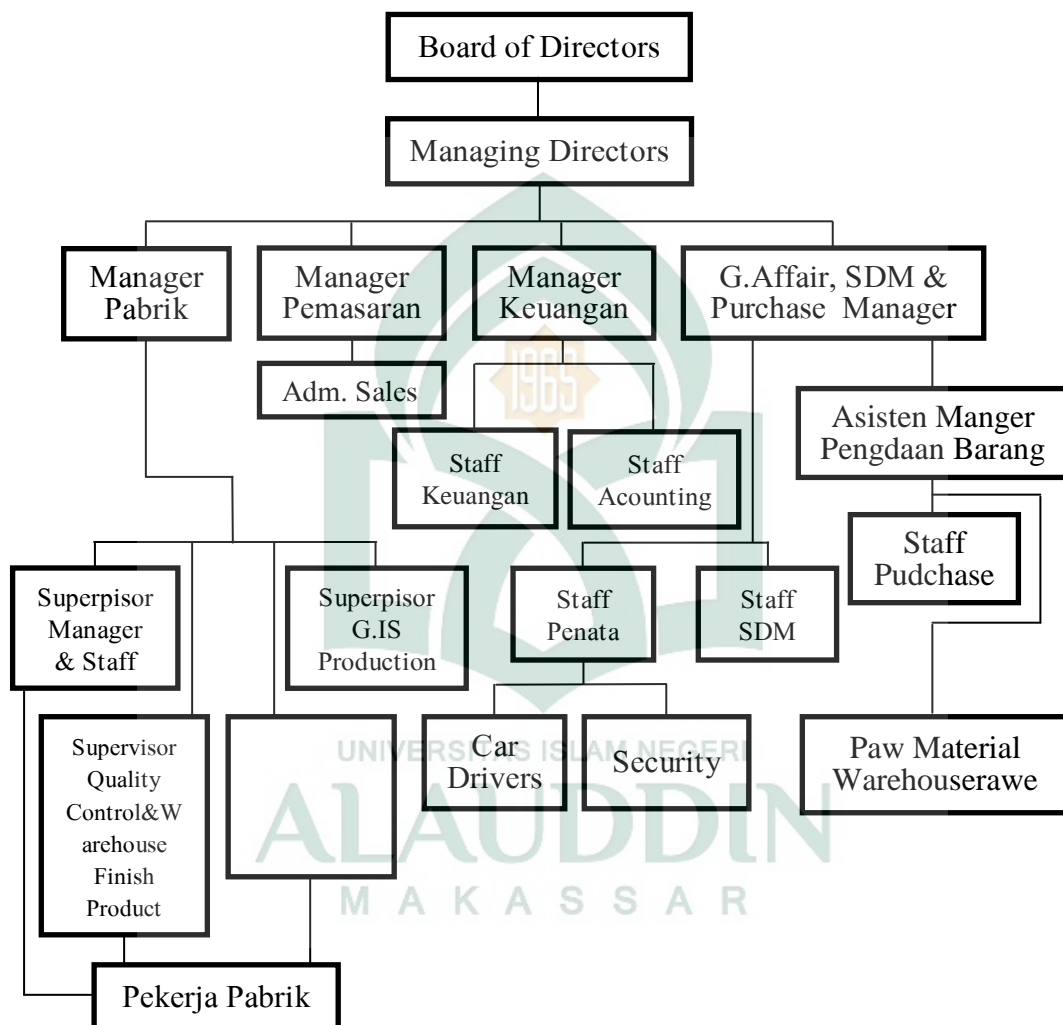 Board of Directors
Managing Directors
Manager
Pabrik
Manager
Pemasaran
Manager
Keuangan
G.Affair, SDM &
Purchase Manager
Adm. Sales
1965
Staff
Keuangan
Staff
Acounting
Asisten Manger
Pengdaan Barang
Staff
Pudchase
Superpisor
Manager
& Staff
Superpisor
G.IS
Production
Staff
Penata
Staff
SDM
Supervisor
Quality
Control&W
arehouse
Finish
Product
Car
Drivers
Security
Paw Material
Warehouserawe
UNIVERSITAS ISLAM NEGERI
ALAUDDIN
MAKASSAR
Pekerja Pabrik